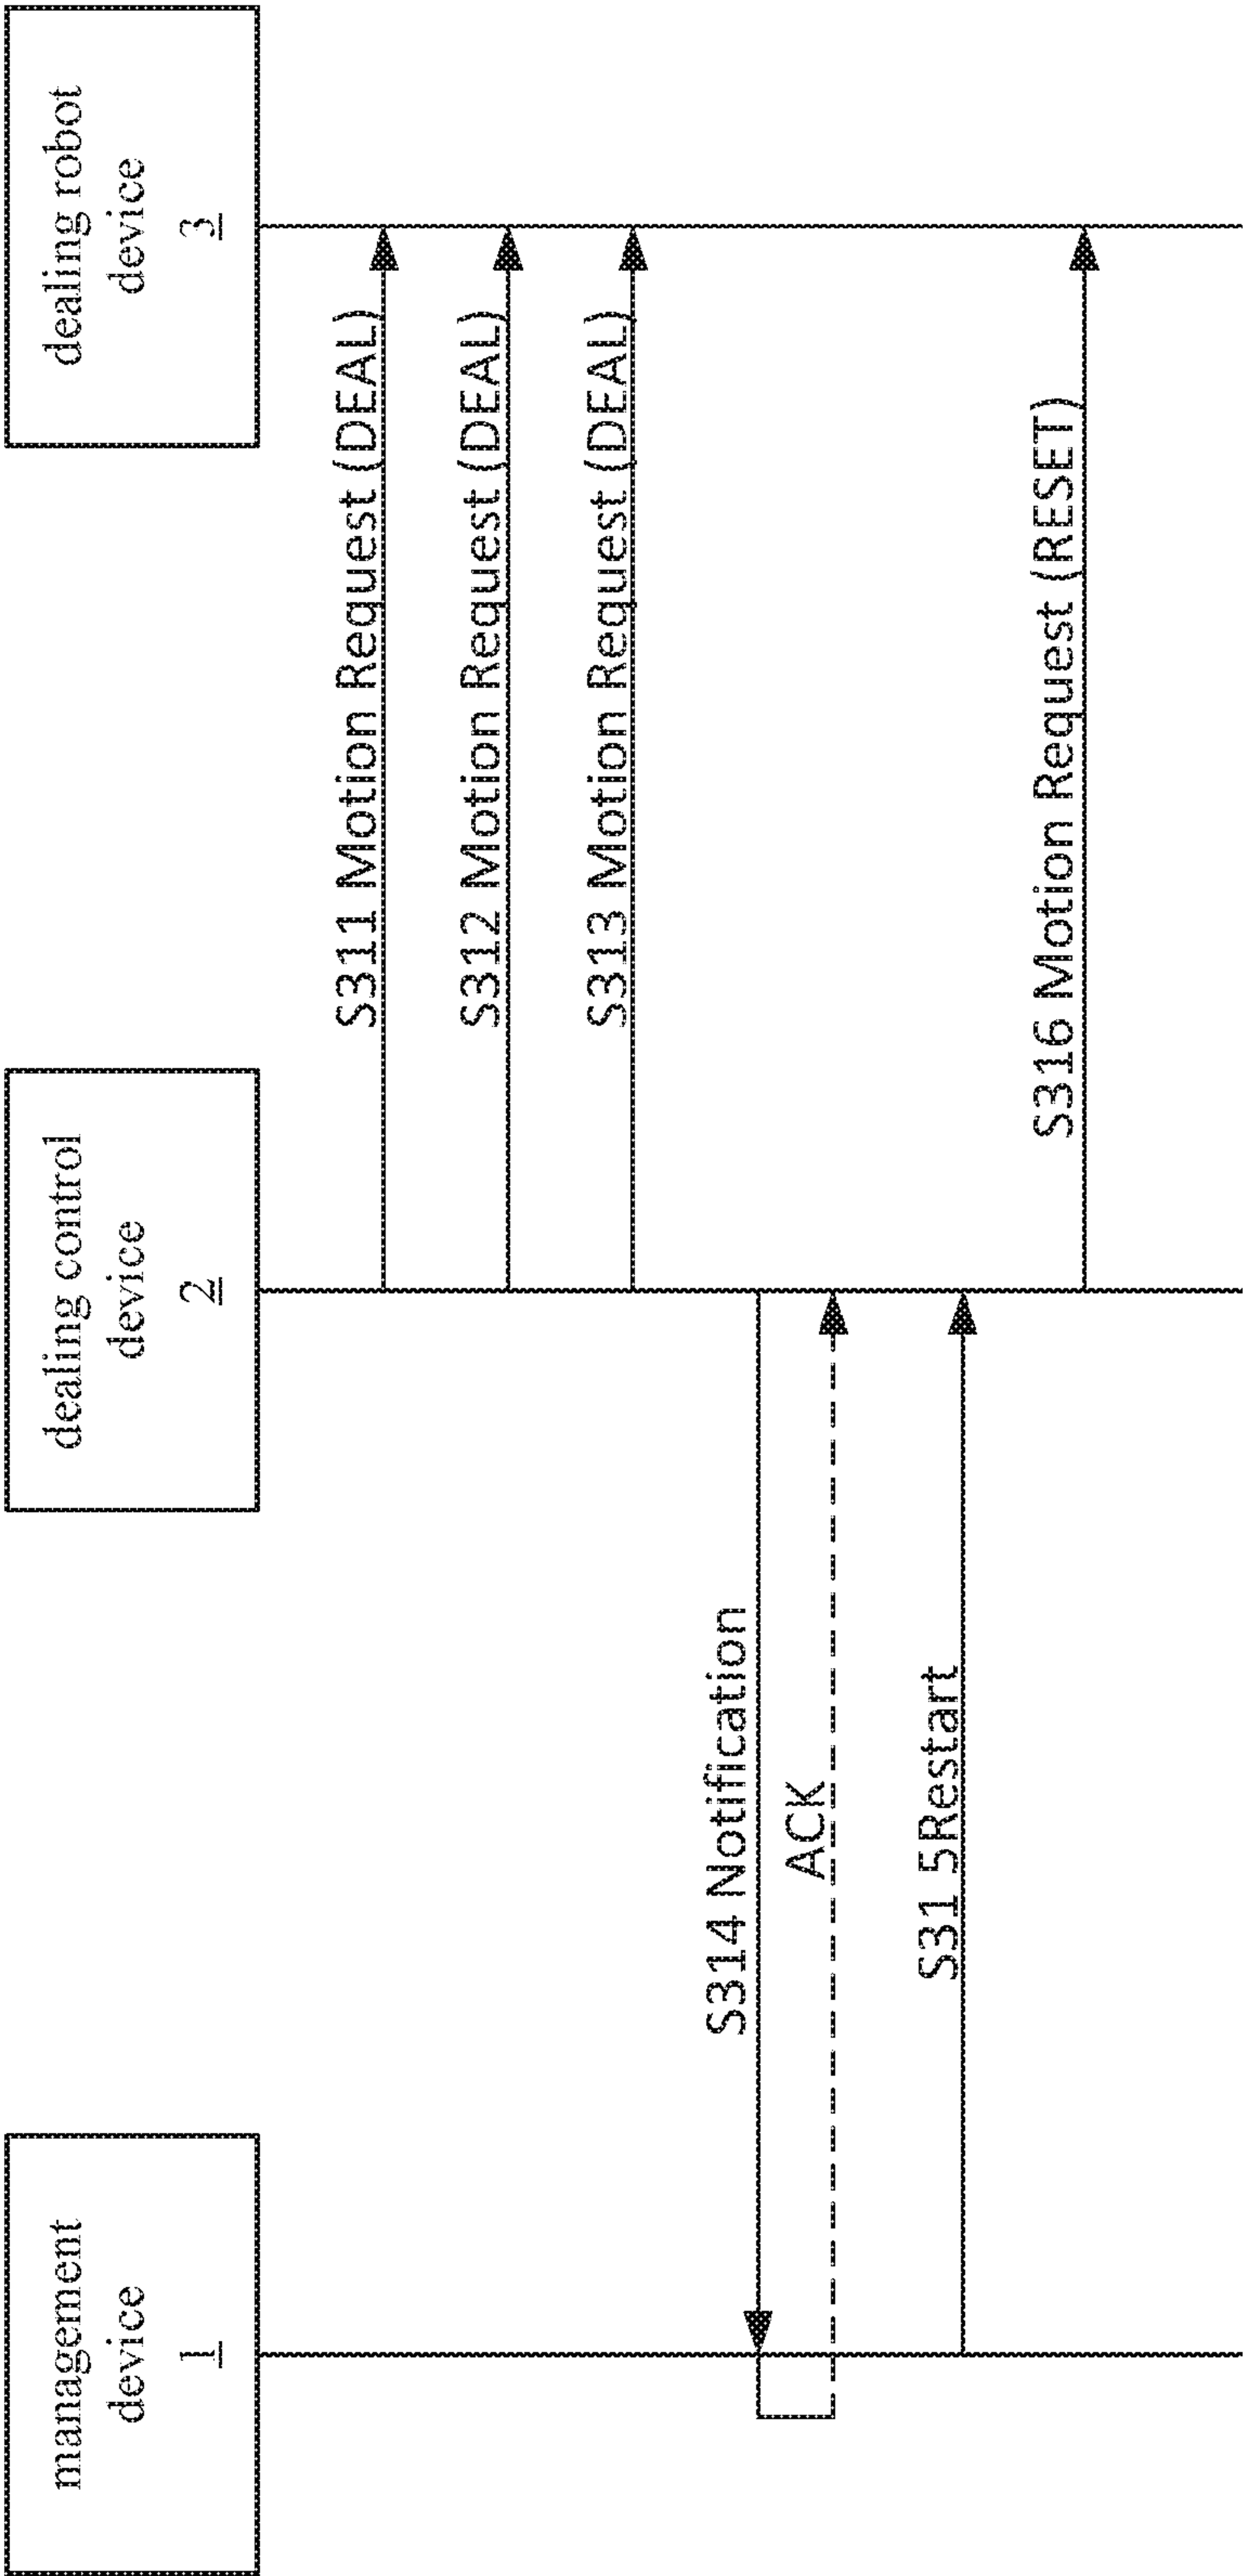 management
device
1
dealing control
device
2
dealing robot
device
3
S311 Motion Request (DEAL)
S312 Motion Request (DEAL)
S313 Motion Request (DEAL)
S314 Notification
ACK
S31 5Restart
S316 Motion Request (RESET)